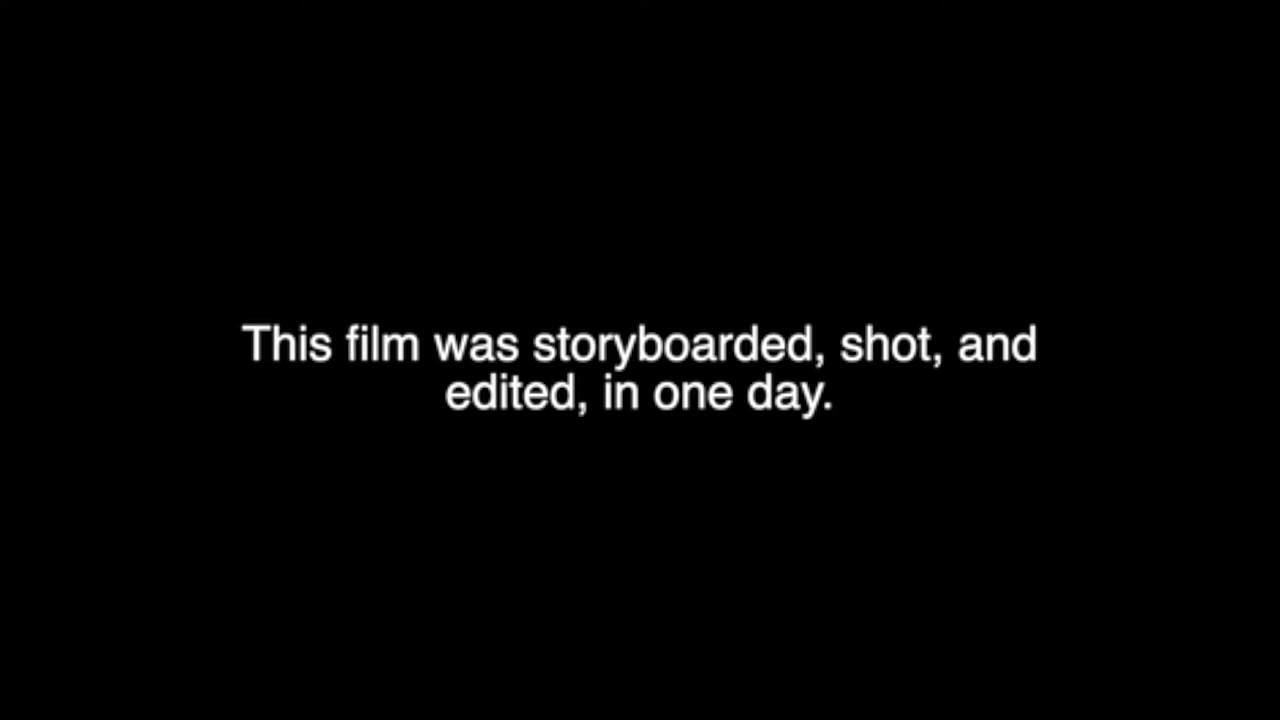 This film was storyboarded, shot, and
edited, in one day.